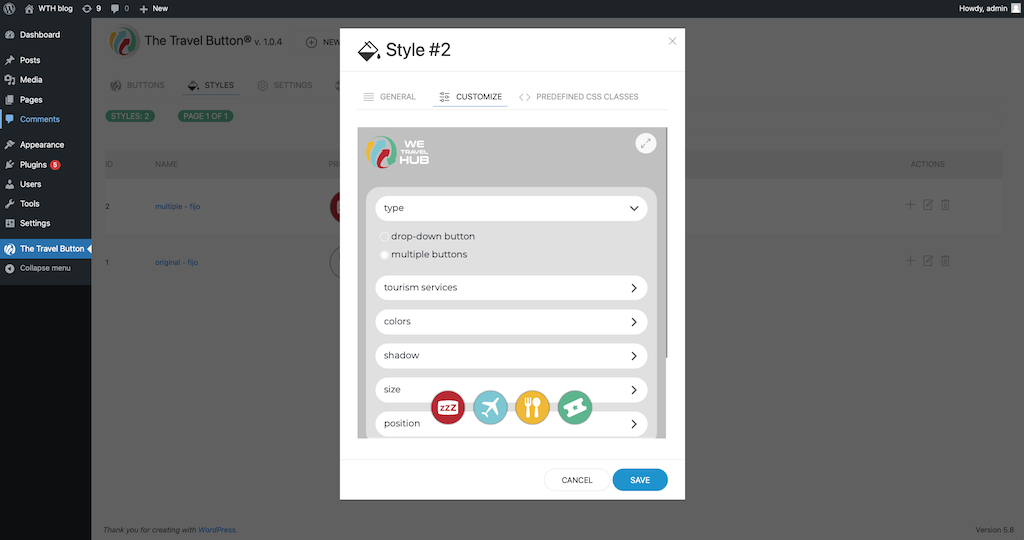 WTH blog 9 0 New
Howdy, admin
Dashboard
Posts
Media
Pages
Comments
Appearance
Plugins 5
Users
Tools
Settings
The Travel Button
Collapse menu
The Travel Button® v. 1.0.4
NEW
BUTTONS
STYLES
SETTINGS
STYLES: 2
PAGE 1 OF 1
ID NAME PRE ACTIONS
2 multiple - fijo
1 original - fijo
Style #2
GENERAL
CUSTOMIZE
PREDEFINED CSS CLASSES
WE
TRAVEL
HUB
type
drop-down button
multiple buttons
tourism services
colors
shadow
size
zzZ
position
CANCEL
SAVE
Thank you for creating with WordPress.
Version 5.8